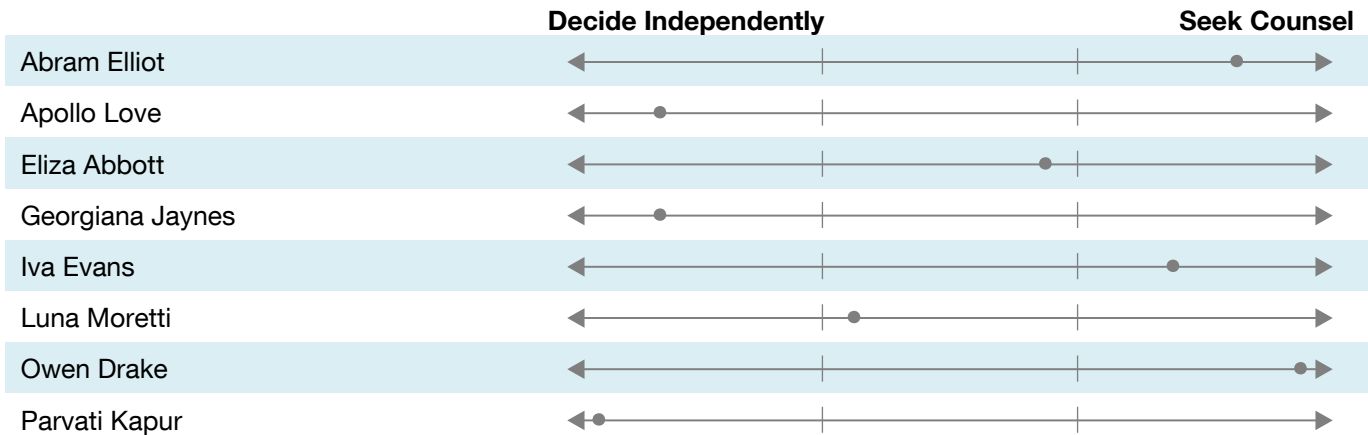 Decide Independently Seek Counsel
Abram Elliot
Apollo Love
Eliza Abbott
Georgiana Jaynes
Iva Evans
Luna Moretti
Owen Drake
Parvati Kapur